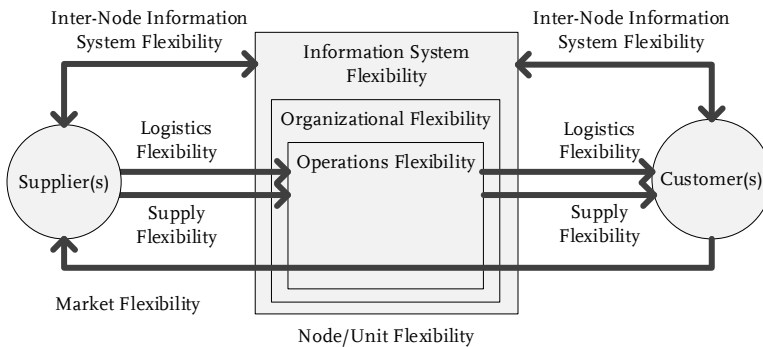 Inter-Node Information
System Flexibility
Inter-Node Information
System Flexibility
Information System
Flexibility
Organizational Flexibility
Operations Flexibility
Logistics
Flexibility
Logistics
Flexibility
Supplier(s)
Customer(s)
Supply
Flexibility
Supply
Flexibility
Market Flexibility
Node/Unit Flexibility